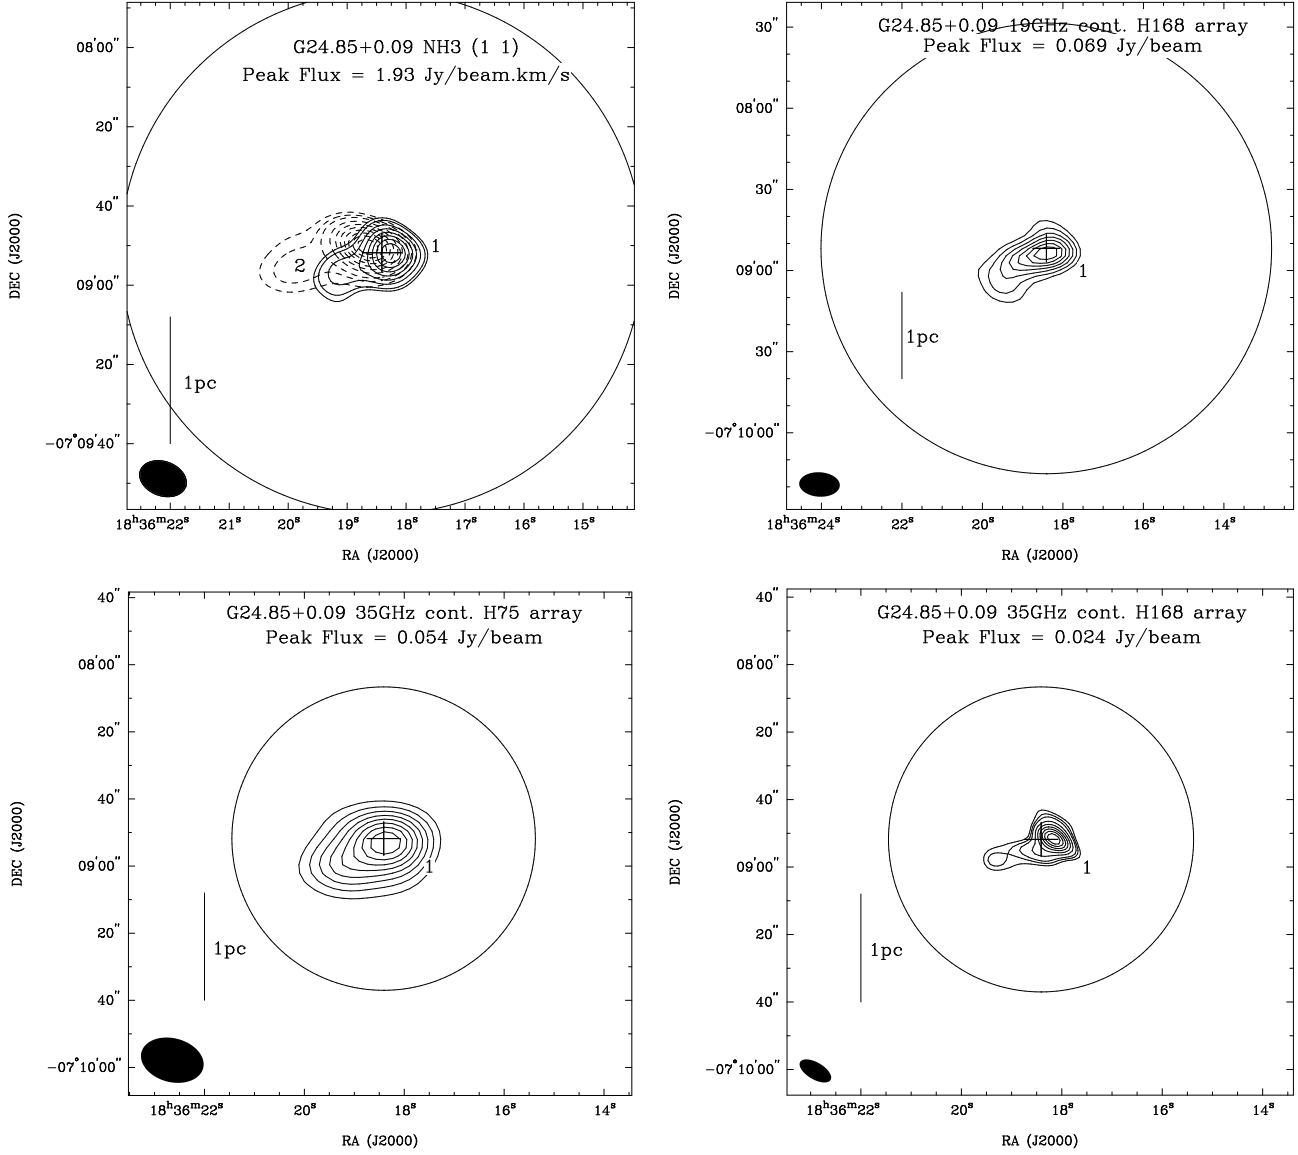 G24.85+0.09 NH3 (1 1)
Peak Flux = 1.93 Jy/beam.km/s
DEC (J2000)
08'00"
20"
40"
09'00"
20"
-07°09'40"
1
2
1pc
18h36m22s 21s 20s 19s 18s 17s 16s 15s
RA (J2000)
G24.85+0.09 19GHz cont. H168 array
Peak Flux = 0.069 Jy/beam
DEC (J2000)
30"
08'00"
30"
09'00"
30"
-07°10'00"
1
1pc
18h36m24s 22s 20s 18s 16s 14s
RA (J2000)
G24.85+0.09 35GHz cont. H75 array
Peak Flux = 0.054 Jy/beam
DEC (J2000)
40"
08'00"
20"
40"
09'00"
20"
40"
-07°10'00"
1
1pc
18h36m22s 20s 18s 16s 14s
RA (J2000)
G24.85+0.09 35GHz cont. H168 array
Peak Flux = 0.024 Jy/beam
DEC (J2000)
40"
08'00"
20"
40"
09'00"
20"
40"
-07°10'00"
1
1pc
18h36m22s 20s 18s 16s 14s
RA (J2000)